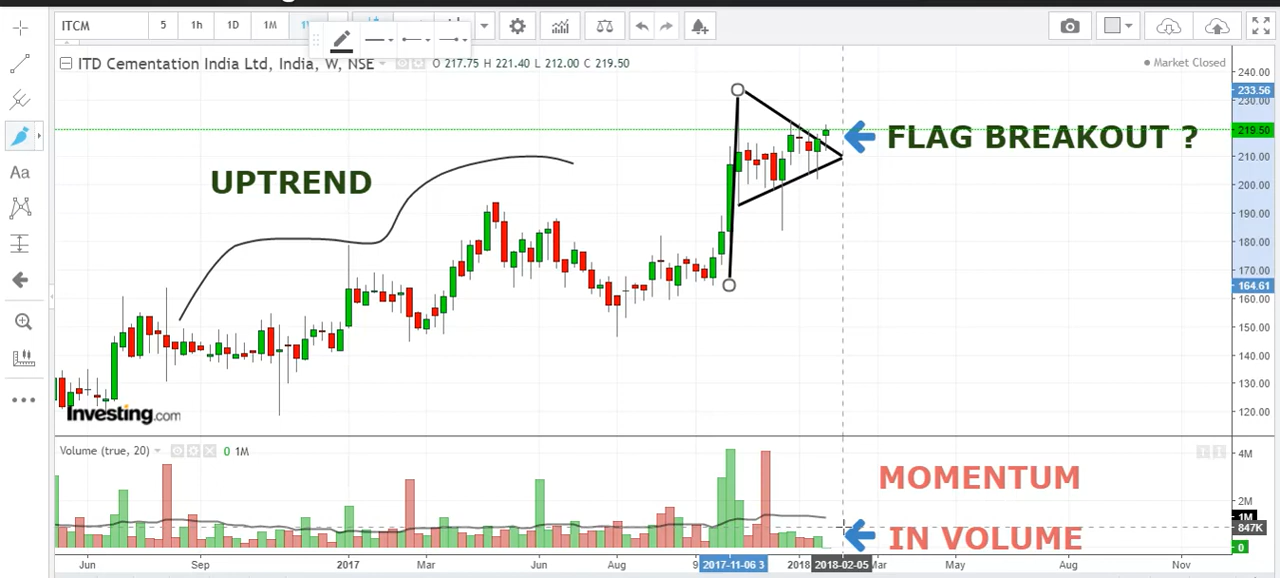 ITCM 5 1h 1D 1M
ITD Cementation India Ltd, India, W, NSE O 217.75 H 221.40 L 212.00 C 219.50
Market Closed
240.00
233.56
230.00
219.50
210.00
200.00
190.00
180.00
170.00
164.61
160.00
150.00
140.00
130.00
120.00
FLAG BREAKOUT ?
UPTREND
Aa
Investing.com
Volume (true, 20) 0 1M
4M
2M
1M
847K
0
MOMENTUM
IN VOLUME
Jun Sep 2017 Mar Jun Aug 9 2017-11-06 3 2018 2018-02-05 Mar May Aug Nov